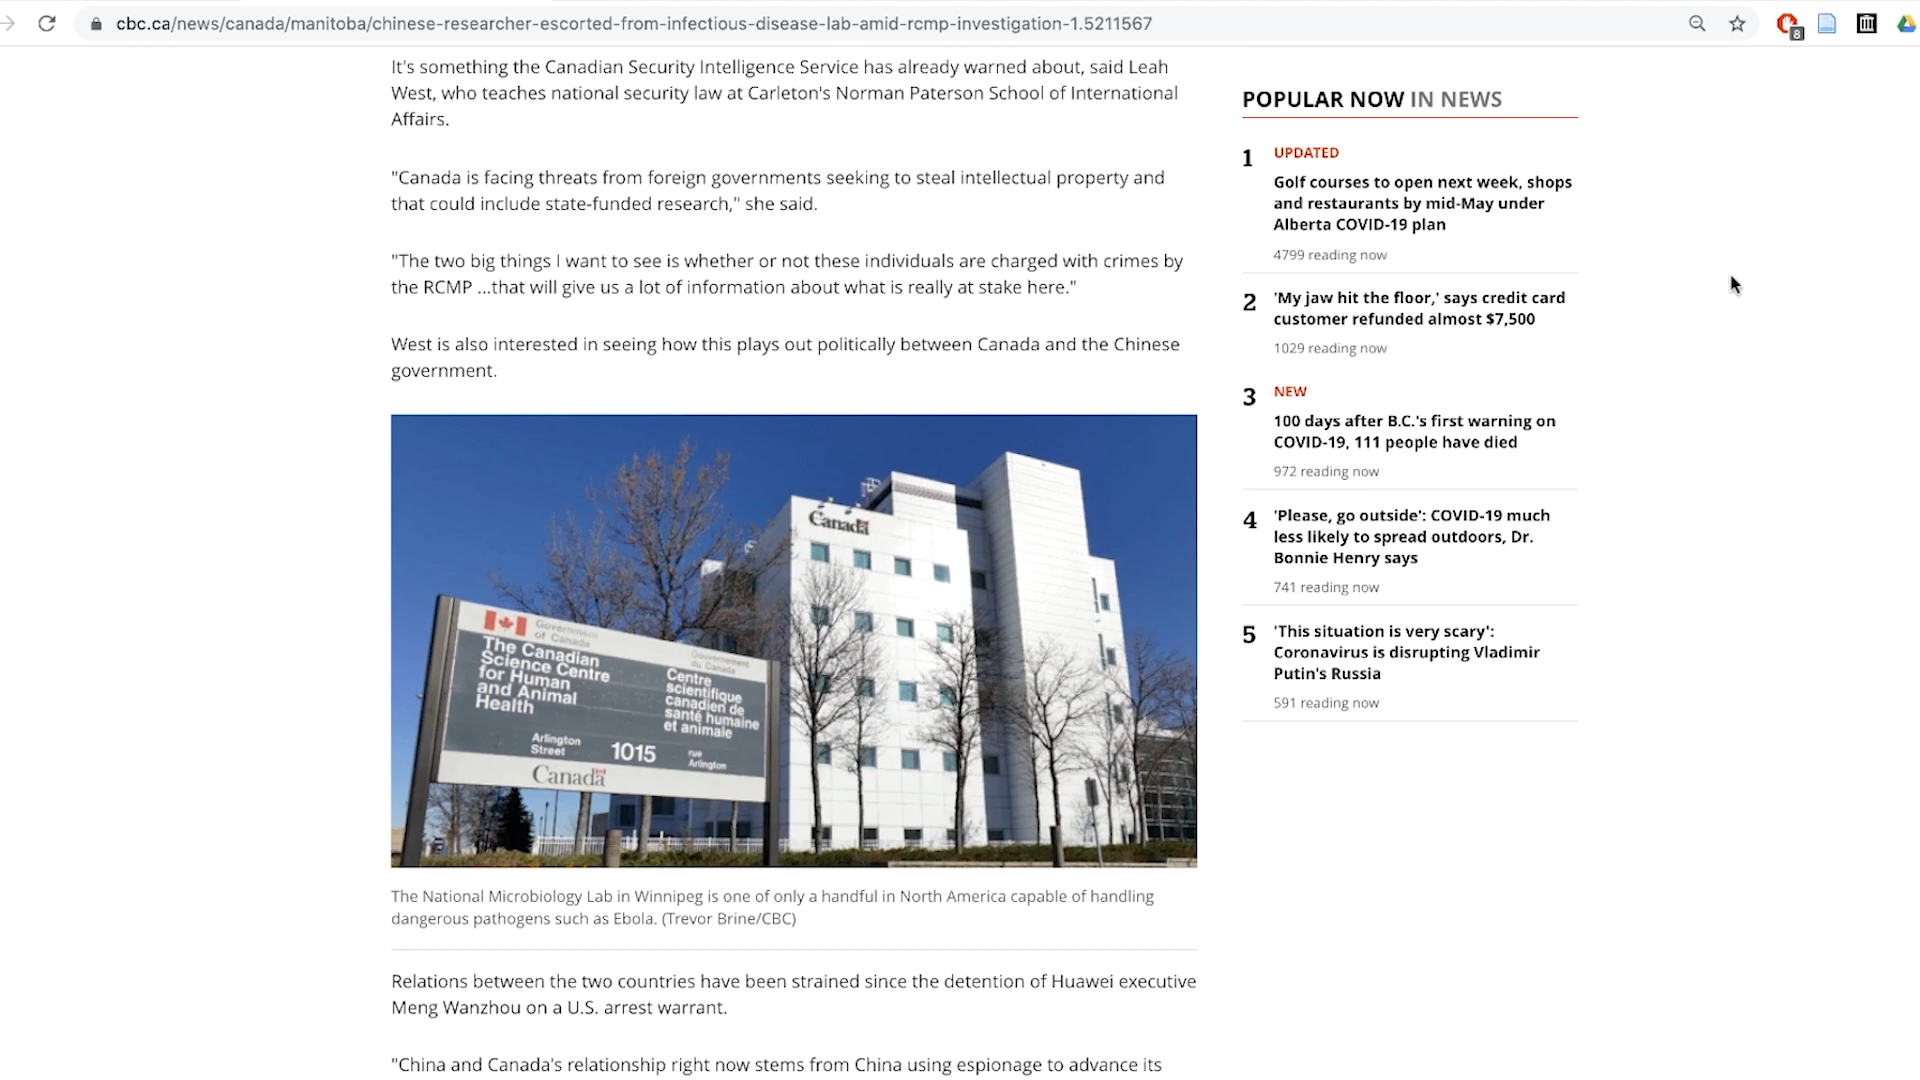 cbc.ca/news/canada/manitoba/chinese-researcher-escorted-from-infectious-disease-lab-amid-rcmp-investigation-1.5211567
8
It's something the Canadian Security Intelligence Service has already warned about, said Leah
West, who teaches national security law at Carleton's Norman Paterson School of International
Affairs.
"Canada is facing threats from foreign governments seeking to steal intellectual property and
that could include state-funded research," she said.
"The two big things I want to see is whether or not these individuals are charged with crimes by
the RCMP ...that will give us a lot of information about what is really at stake here."
West is also interested in seeing how this plays out politically between Canada and the Chinese
government.
Canada
Government
of Canada
Gouvernement
du Canada
The Canadian
Science Centre
for Human
and Animal
Health
Centre
scientifique
canadien de
santé humaine
et animale
Arlington
Street
1015
rue
Arlington
Canada
The National Microbiology Lab in Winnipeg is one of only a handful in North America capable of handling
dangerous pathogens such as Ebola. (Trevor Brine/CBC)
Relations between the two countries have been strained since the detention of Huawei executive
Meng Wanzhou on a U.S. arrest warrant.
"China and Canada's relationship right now stems from China using espionage to advance its
POPULAR NOW IN NEWS
1
UPDATED
Golf courses to open next week, shops
and restaurants by mid-May under
Alberta COVID-19 plan
4799 reading now
2
'My jaw hit the floor,' says credit card
customer refunded almost $7,500
1029 reading now
3
NEW
100 days after B.C.'s first warning on
COVID-19, 111 people have died
972 reading now
4
'Please, go outside': COVID-19 much
less likely to spread outdoors, Dr.
Bonnie Henry says
741 reading now
5
'This situation is very scary':
Coronavirus is disrupting Vladimir
Putin's Russia
591 reading now